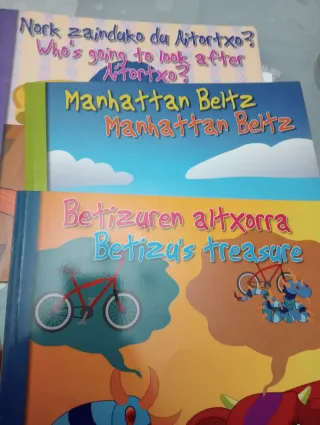 Nork zainduko du Aitortxo?
Who's going to look after
Aitortxo?
Manhattan Beltz
Manhattan Beltz
Betizuren altxorra
Betizu's treasure